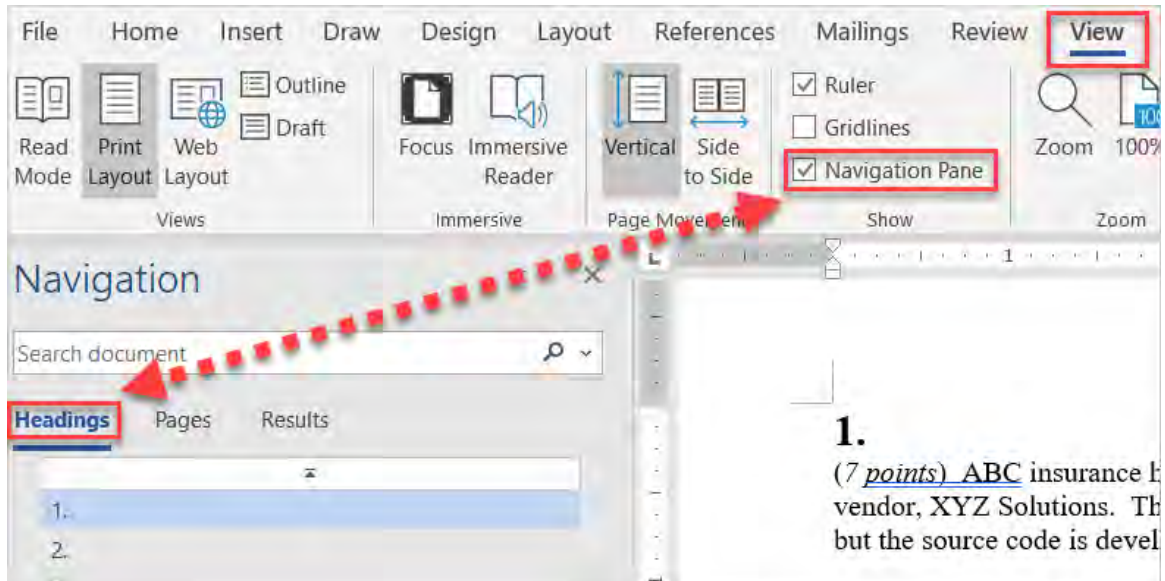 File Home Insert Draw Design Layout References Mailings Review View
Outline
Draft
Read Mode
Print Layout
Web Layout
Views
Focus
Immersive Reader
Immersive
Vertical
Side to Side
Page
Ruler
Gridlines
Navigation Pane
Show
Zoom
100%
Zoom
Navigation
Search document
Headings Pages Results
1.
2.
L
1
1.
(7 points) ABC insurance
vendor, XYZ Solutions. Th
but the source code is devel